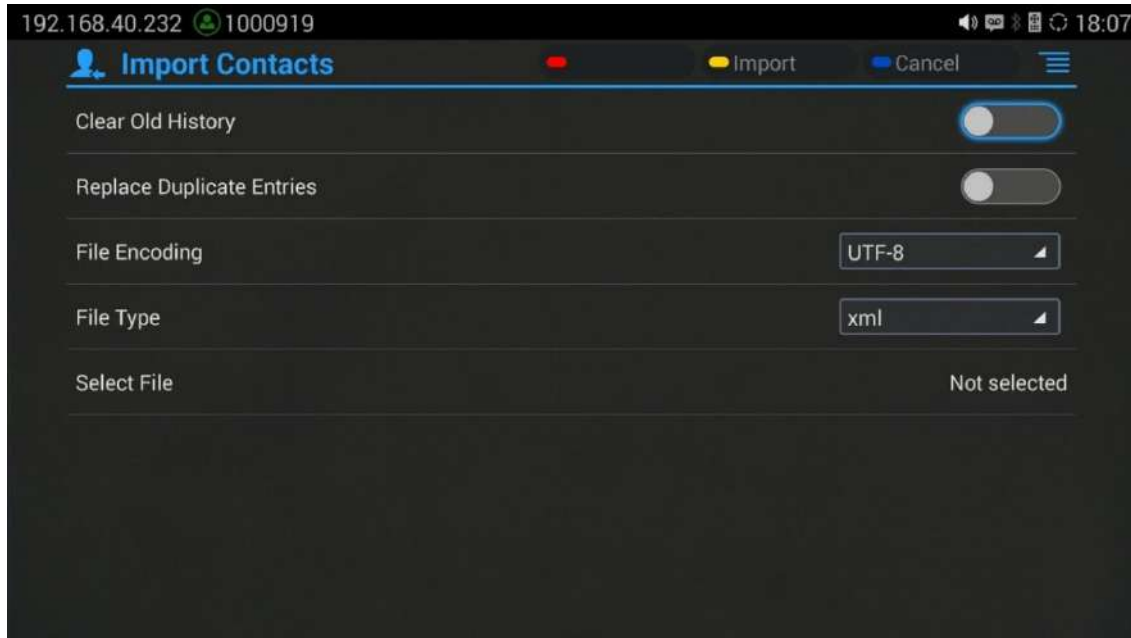 192.168.40.232 1000919 18:07
Import Contacts Import Cancel
Clear Old History
Replace Duplicate Entries
File Encoding UTF-8
File Type xml
Select File Not selected